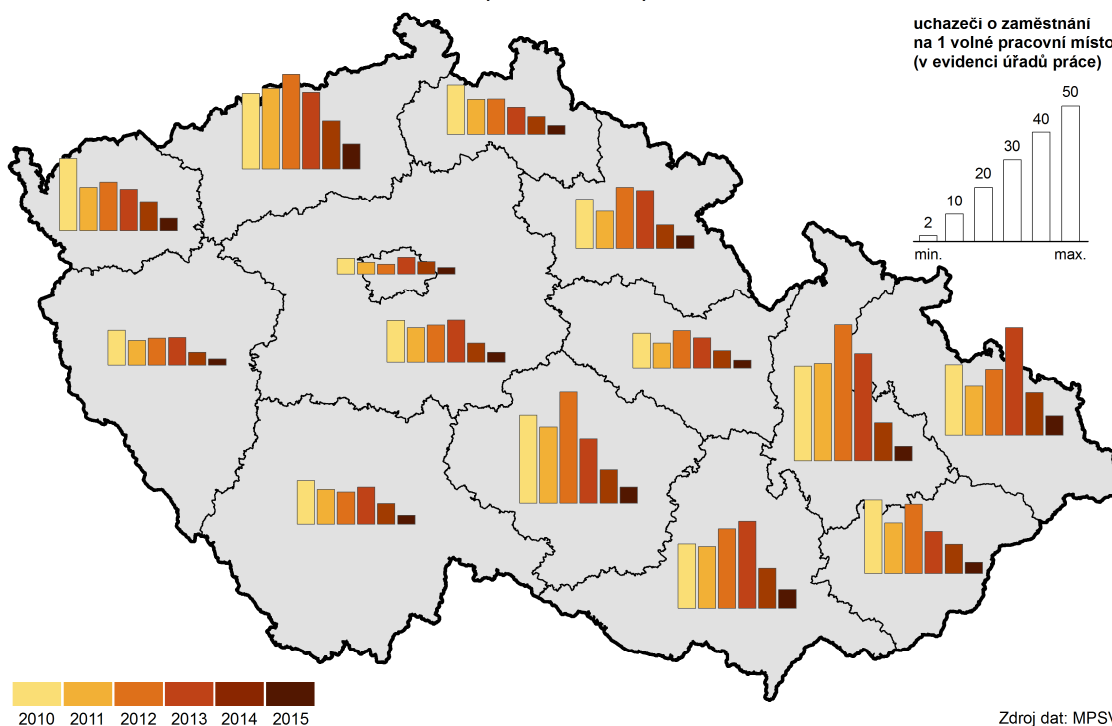 uchazeči o zaměstnání
na 1 volné pracovní místo
(v evidenci úřadů práce)
50
40
30
20
10
2
min.
max.
2010
2011
2012
2013
2014
2015
Zdroj dat: MPSV